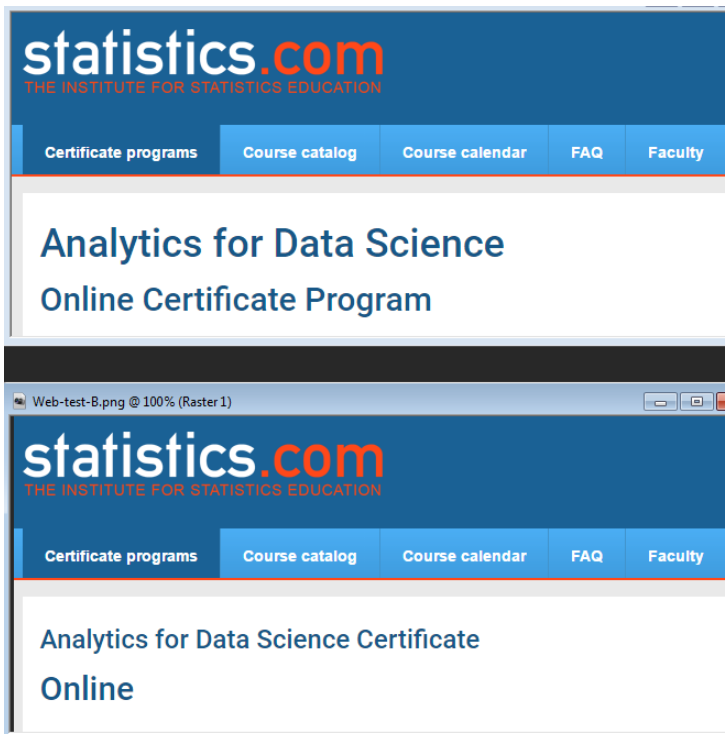 statistics.com
THE INSTITUTE FOR STATISTICS EDUCATION
Certificate programs Course catalog Course calendar FAQ Faculty
Analytics for Data Science
Online Certificate Program
Web-test-B.png @ 100% (Raster 1)
statistics.com
THE INSTITUTE FOR STATISTICS EDUCATION
Certificate programs Course catalog Course calendar FAQ Faculty
Analytics for Data Science Certificate
Online